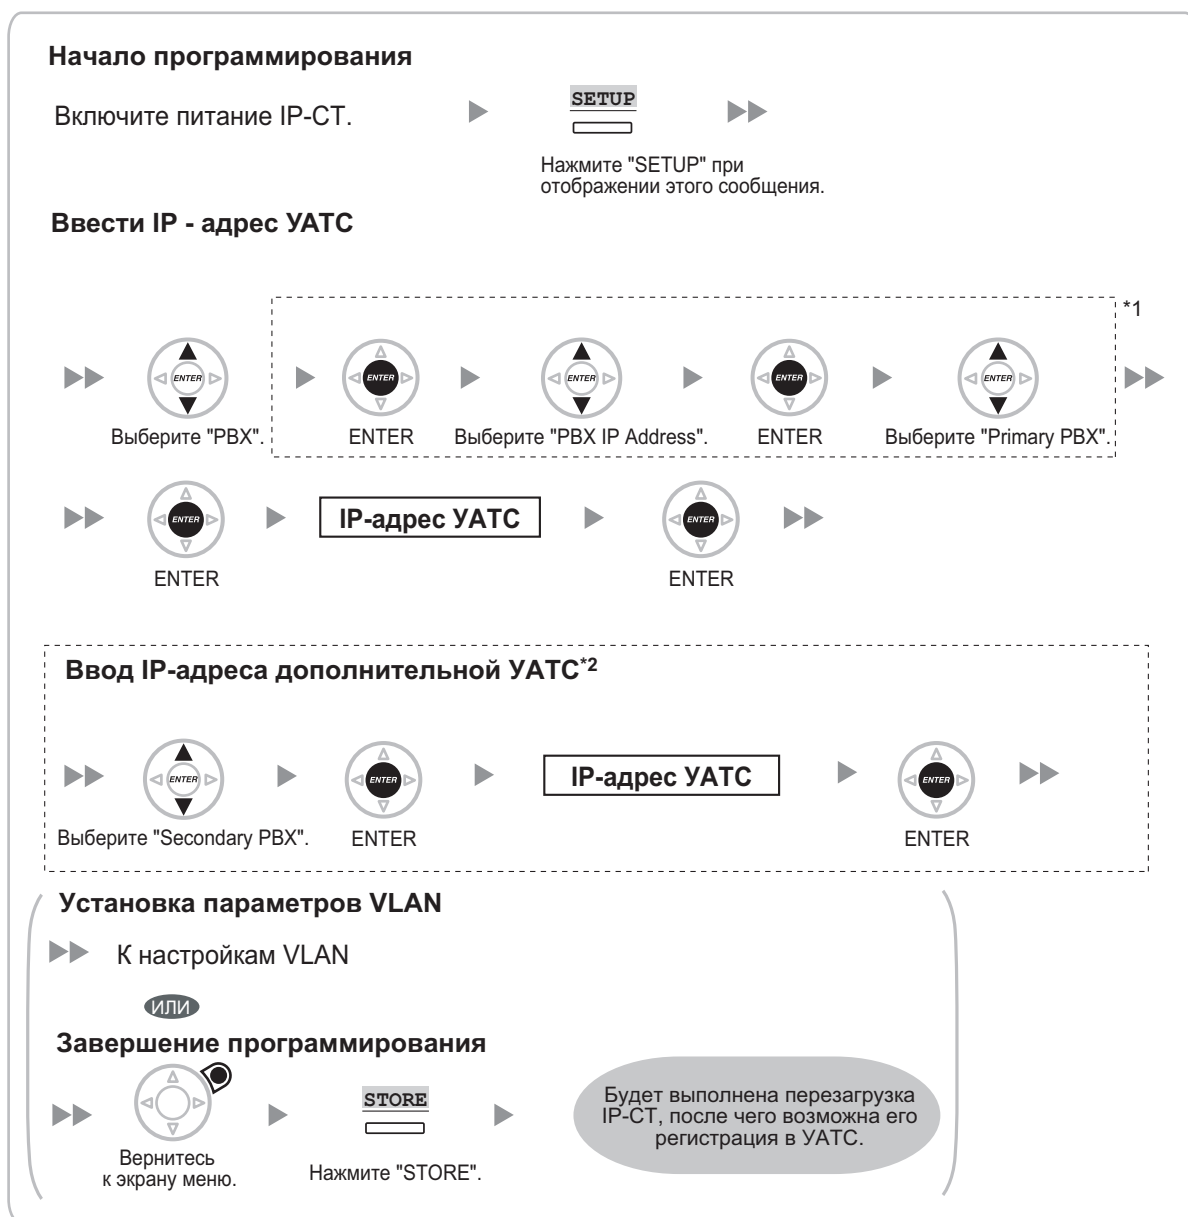 Начало программирования
Включите питание IP-СТ.
SETUP
Нажмите "SETUP" при
отображении этого сообщения.
Ввести IP - адрес УАТС
*1
ENTER ENTER ENTER ENTER ENTER
Выберите "PBX". ENTER Выберите "PBX IP Address". ENTER Выберите "Primary PBX".
ENTER IP-адрес УАТС ENTER
ENTER ENTER
Ввод IP-адреса дополнительной УАТС*2
ENTER ENTER IP-адрес УАТС ENTER
Выберите "Secondary PBX". ENTER ENTER
Установка параметров VLAN
К настройкам VLAN
ИЛИ
Завершение программирования
STORE
Вернитесь
к экрану меню.
Нажмите "STORE".
Будет выполнена перезагрузка
IP-СТ, после чего возможна его
регистрация в УАТС.